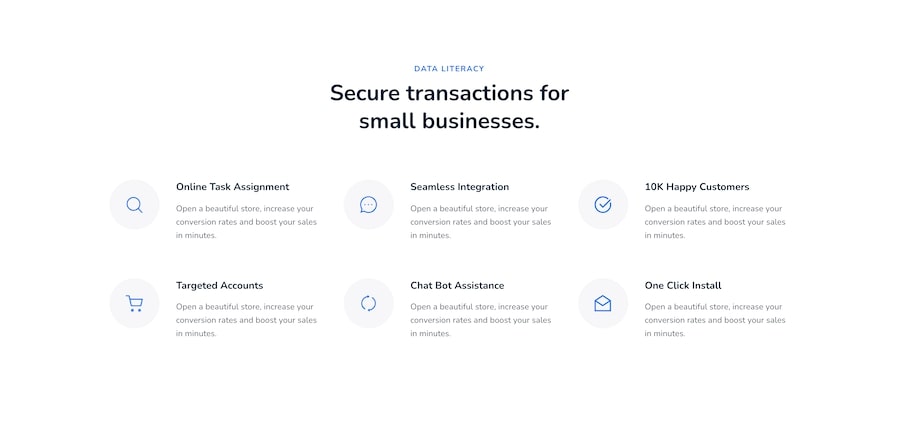 DATA LITERACY
Secure transactions for
small businesses.
Online Task Assignment
Open a beautiful store, increase your
conversion rates and boost your sales
in minutes.
Seamless Integration
Open a beautiful store, increase your
conversion rates and boost your sales
in minutes.
10K Happy Customers
Open a beautiful store, increase your
conversion rates and boost your sales
in minutes.
Targeted Accounts
Open a beautiful store, increase your
conversion rates and boost your sales
in minutes.
Chat Bot Assistance
Open a beautiful store, increase your
conversion rates and boost your sales
in minutes.
One Click Install
Open a beautiful store, increase your
conversion rates and boost your sales
in minutes.